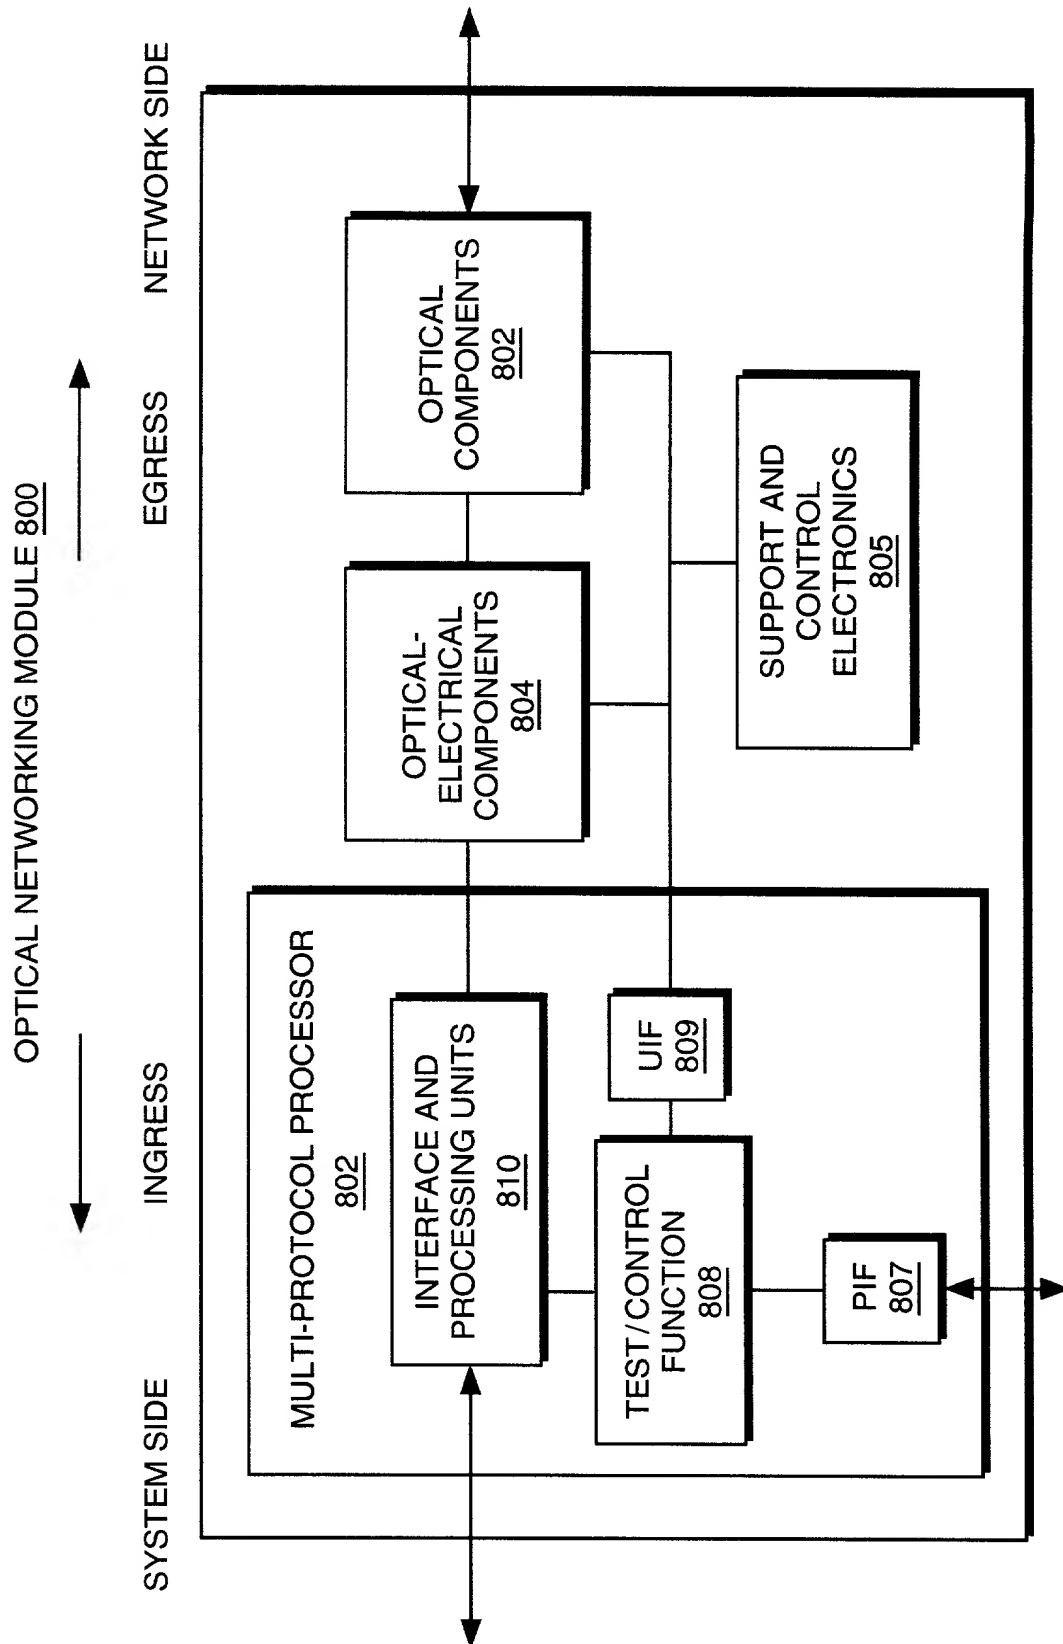 OPTICAL NETWORKING MODULE 800
SYSTEM SIDE
INGRESS
EGRESS
NETWORK SIDE
MULTI-PROTOCOL PROCESSOR
802
INTERFACE AND
PROCESSING UNITS
810
TEST/CONTROL
FUNCTION
808
UIF
809
PIF
807
OPTICAL-
ELECTRICAL
COMPONENTS
804
OPTICAL
COMPONENTS
802
SUPPORT AND
CONTROL
ELECTRONICS
805